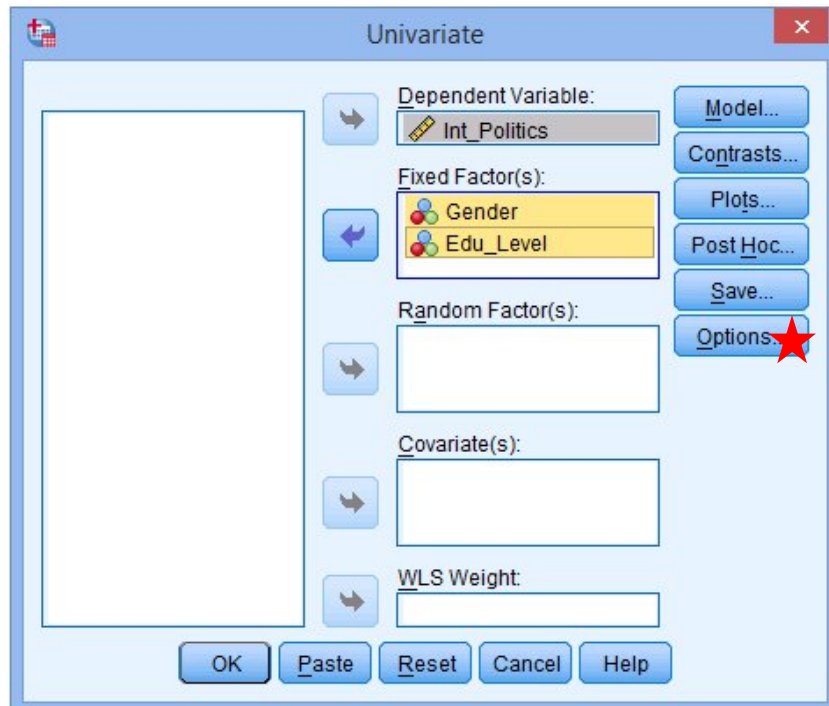 Univariate
Dependent Variable:
Int_Politics
Fixed Factor(s):
Gender
Edu_Level
Random Factor(s):
Covariate(s):
WLS Weight:
Model...
Contrasts...
Plots...
Post Hoc...
Save...
Options...
OK
Paste
Reset
Cancel
Help